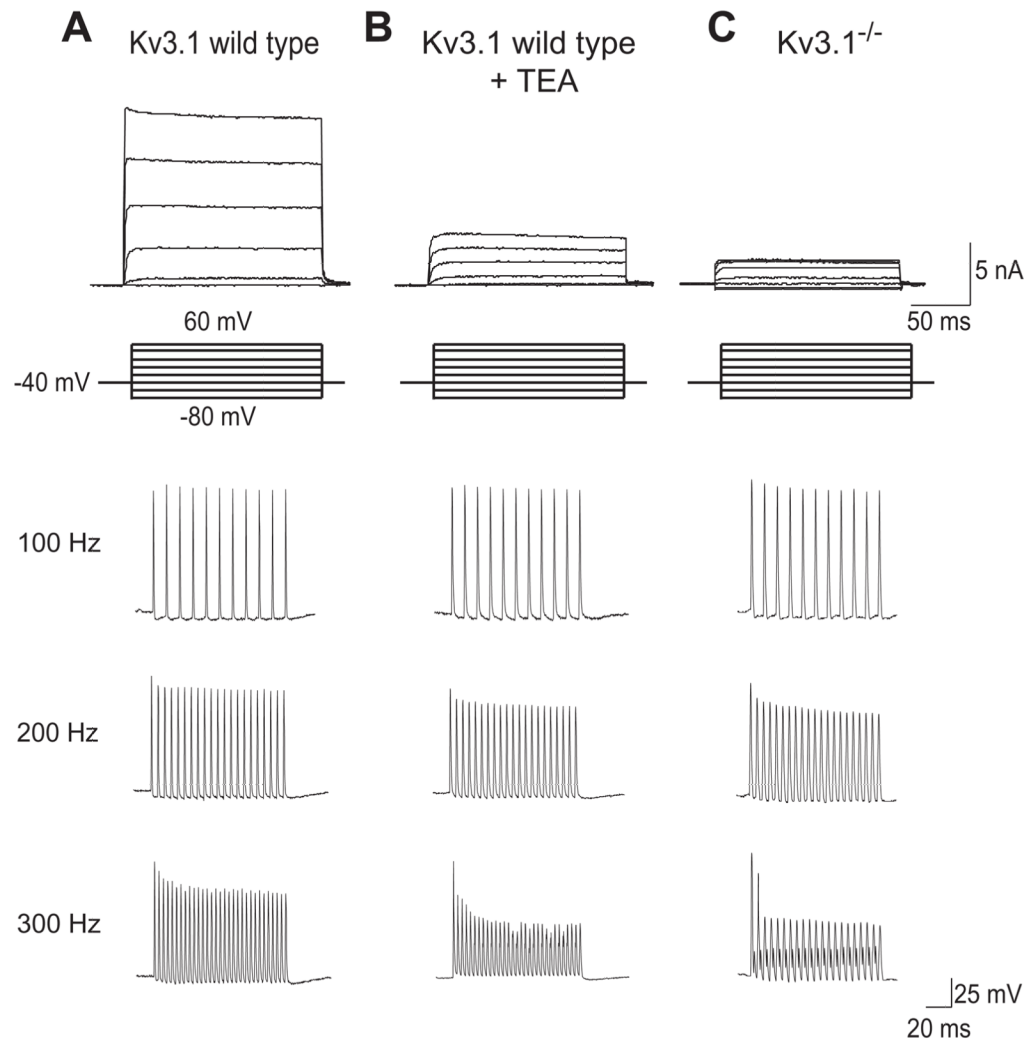 A
Kv3.1 wild type
B
Kv3.1 wild type
+ TEA
C
Kv3.1-/-
5 nA
50 ms
60 mV
-40 mV
-80 mV
100 Hz
200 Hz
300 Hz
25 mV
20 ms